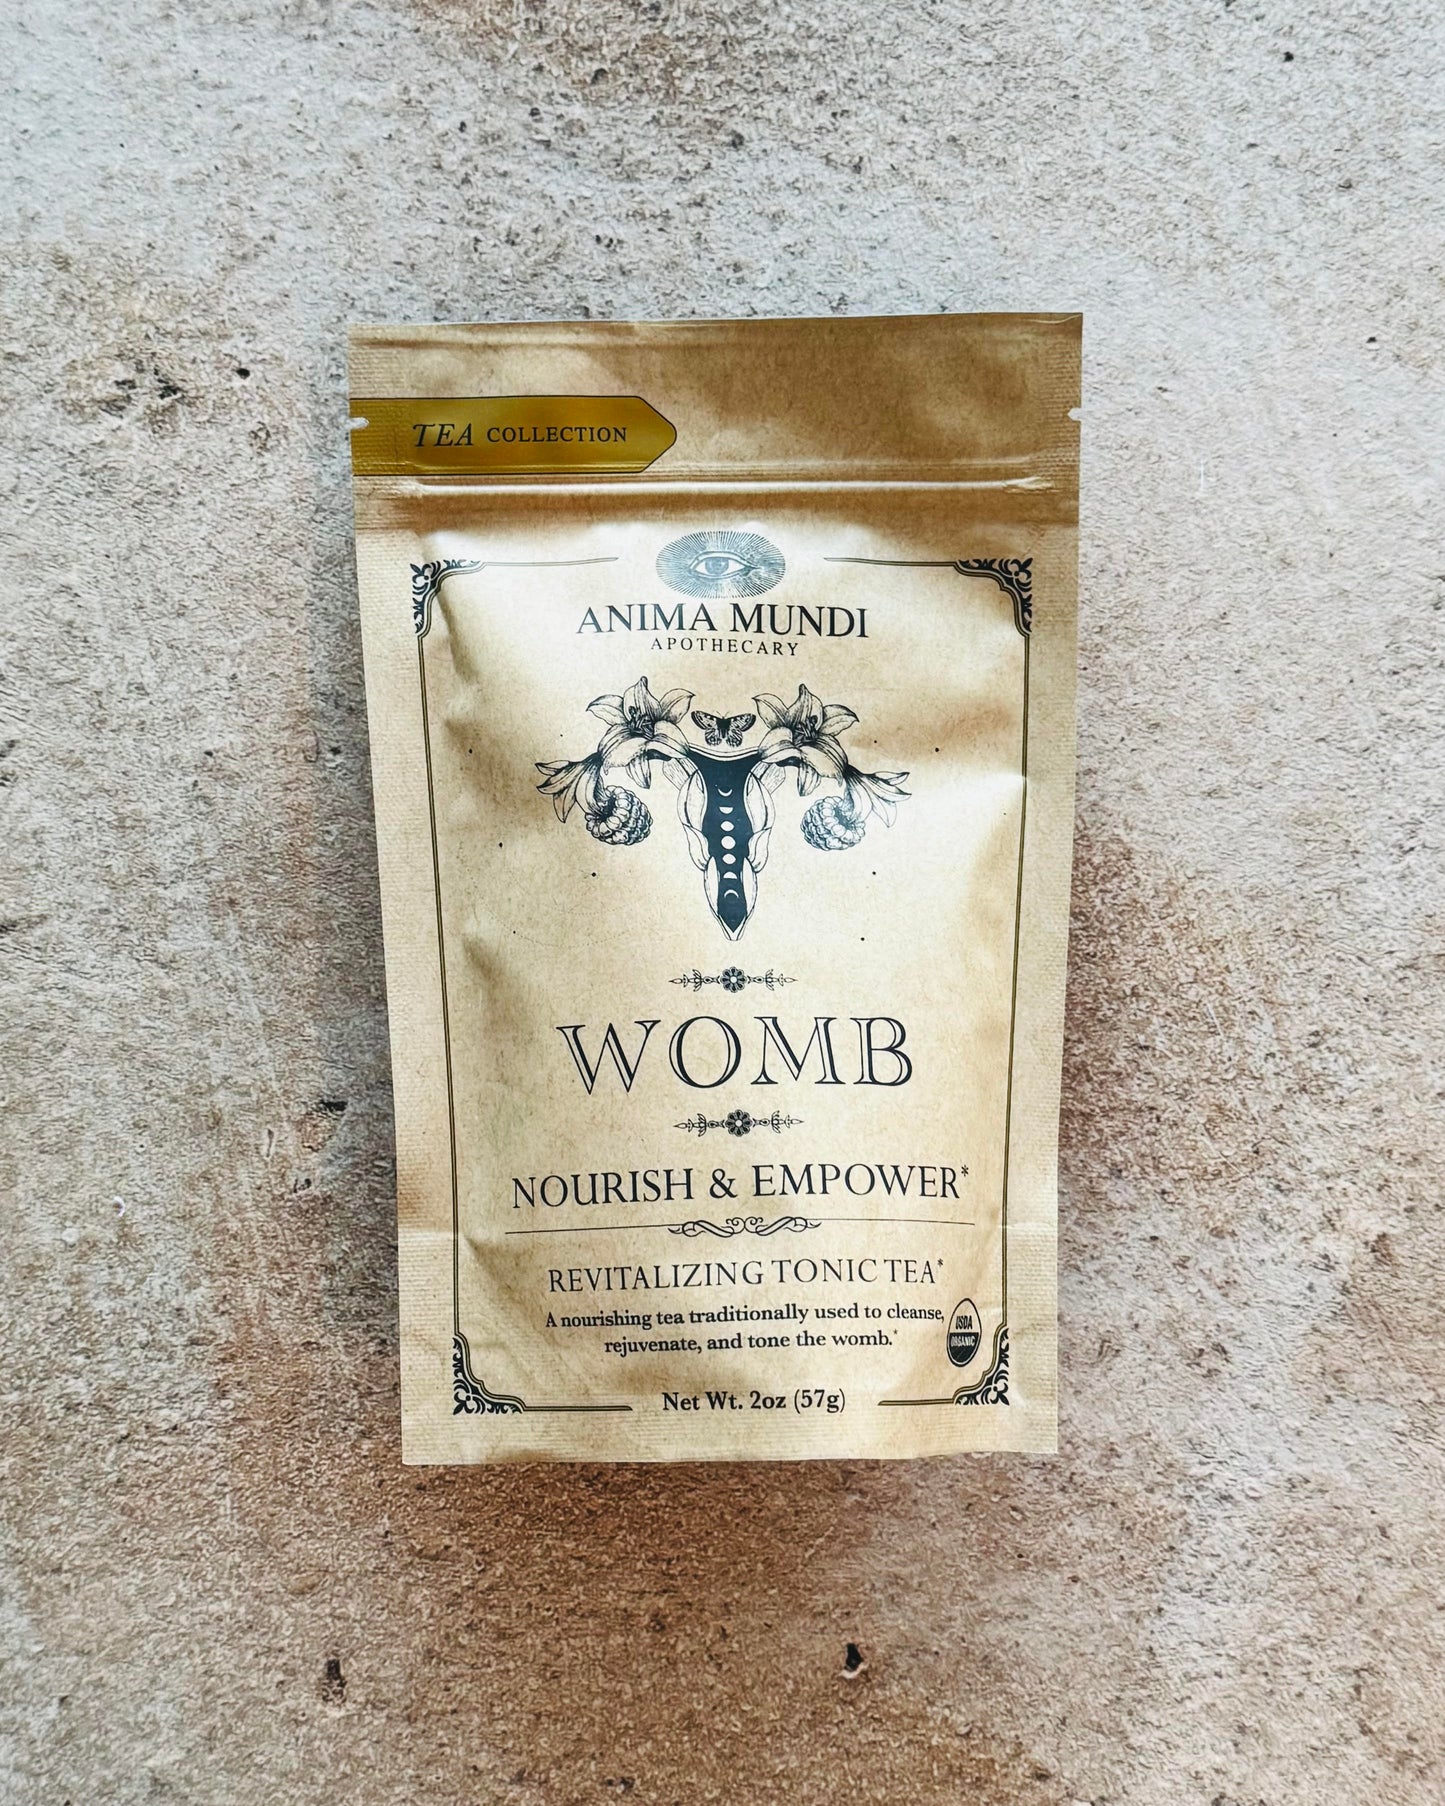 TEA COLLECTION
ANIMA MUNDI
APOTHECARY
WOMB
NOURISH & EMPOWER*
REVITALIZING TONIC TEA*
A nourishing tea traditionally used to cleanse,
rejuvenate, and tone the womb.*
USDA
ORGANIC
Net Wt. 2oz (57g)